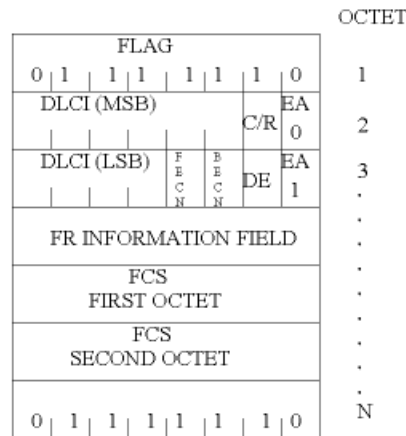 OCTET
FLAG
0 1 1 1 1 1 1 0 1
DLCI (MSB) C/R EA 0 2
DLCI (LSB) FECN BECN DE EA 1 3
FR INFORMATION FIELD
FCS
FIRST OCTET
FCS
SECOND OCTET
0 1 1 1 1 1 1 0 N